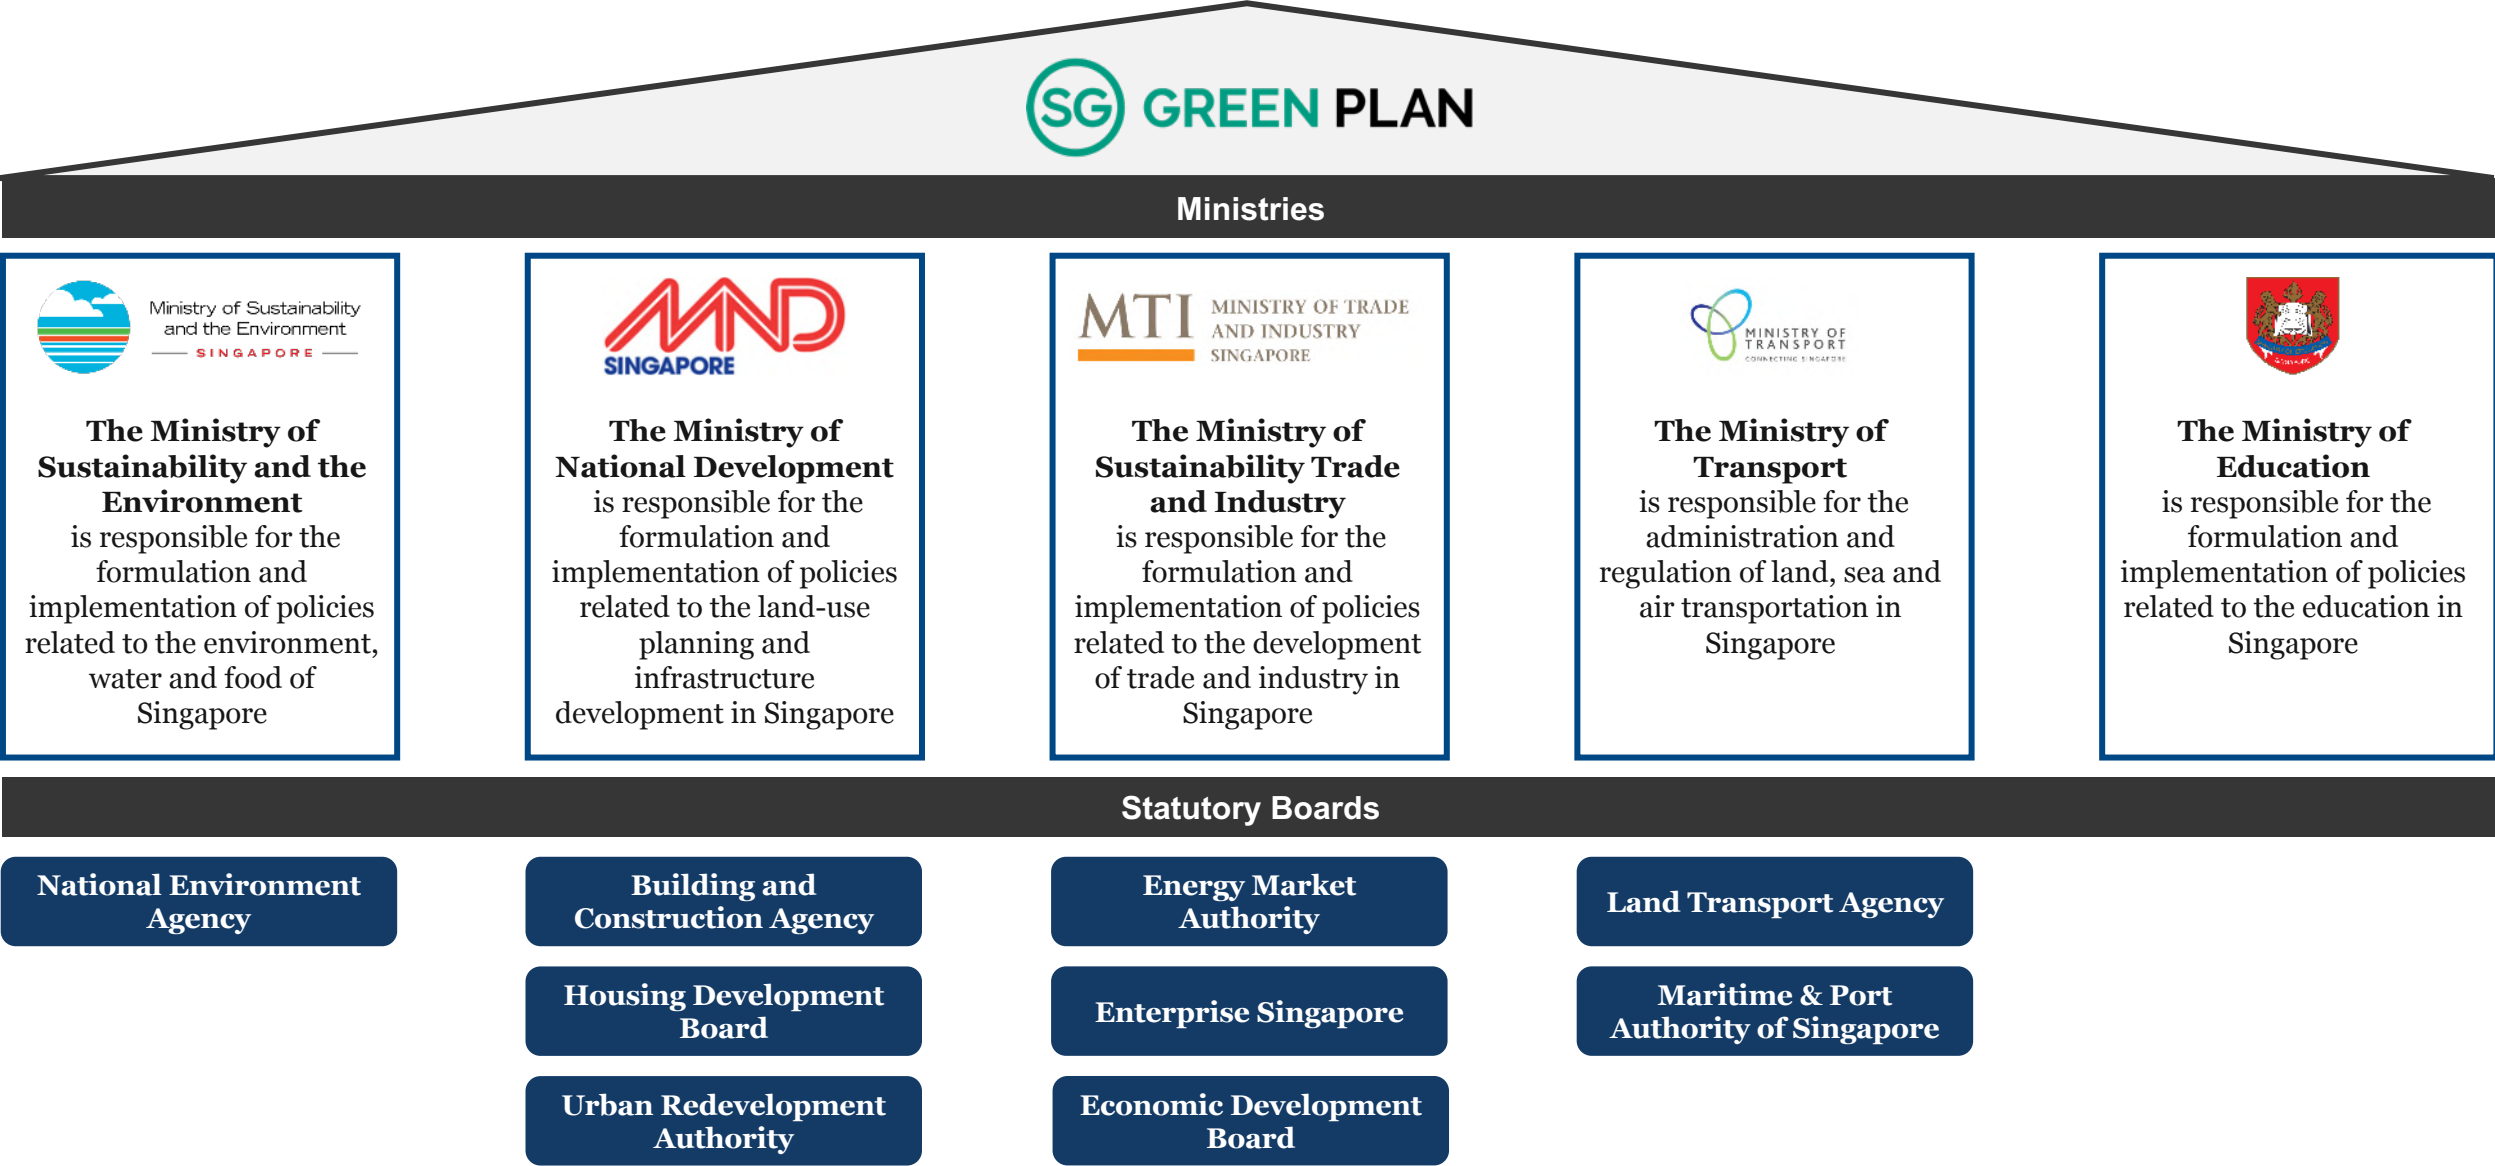 SG GREEN PLAN
Ministries
Ministry of Sustainability
and the Environment
SINGAPORE
The Ministry of
Sustainability and the
Environment
is responsible for the
formulation and
implementation of policies
related to the environment,
water and food of
Singapore
MND
SINGAPORE
The Ministry of
National Development
is responsible for the
formulation and
implementation of policies
related to the land-use
planning and
infrastructure
development in Singapore
MTI
MINISTRY OF TRADE
AND INDUSTRY
SINGAPORE
The Ministry of
Sustainability Trade
and Industry
is responsible for the
formulation and
implementation of policies
related to the development
of trade and industry in
Singapore
MINISTRY OF
TRANSPORT
CONNECTING SINGAPORE
The Ministry of
Transport
is responsible for the
administration and
regulation of land, sea and
air transportation in
Singapore
The Ministry of
Education
is responsible for the
formulation and
implementation of policies
related to the education in
Singapore
Statutory Boards
National Environment
Agency
Building and
Construction Agency
Housing Development
Board
Urban Redevelopment
Authority
Energy Market
Authority
Enterprise Singapore
Economic Development
Board
Land Transport Agency
Maritime & Port
Authority of Singapore